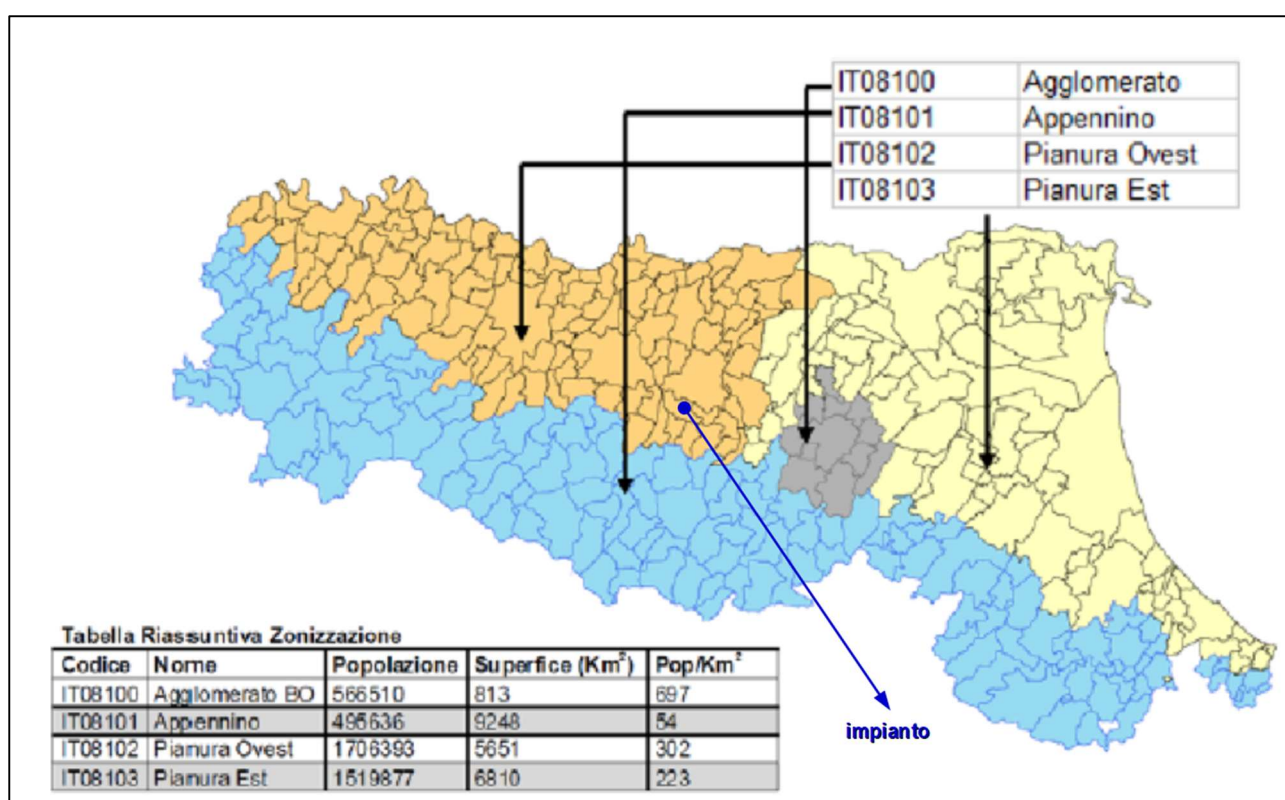 IT08100 Agglomerato
IT08101 Appennino
IT08102 Pianura Ovest
IT08103 Pianura Est
impianto
Tabella Riassuntiva Zonizzazione
Codice Nome Popolazione Superfice (Km²) Pop/Km²
IT08100 Agglomerato BO 566510 813 697
IT08101 Appennino 495636 9248 54
IT08102 Pianura Ovest 1706393 5651 302
IT08103 Pianura Est 1519877 6810 223